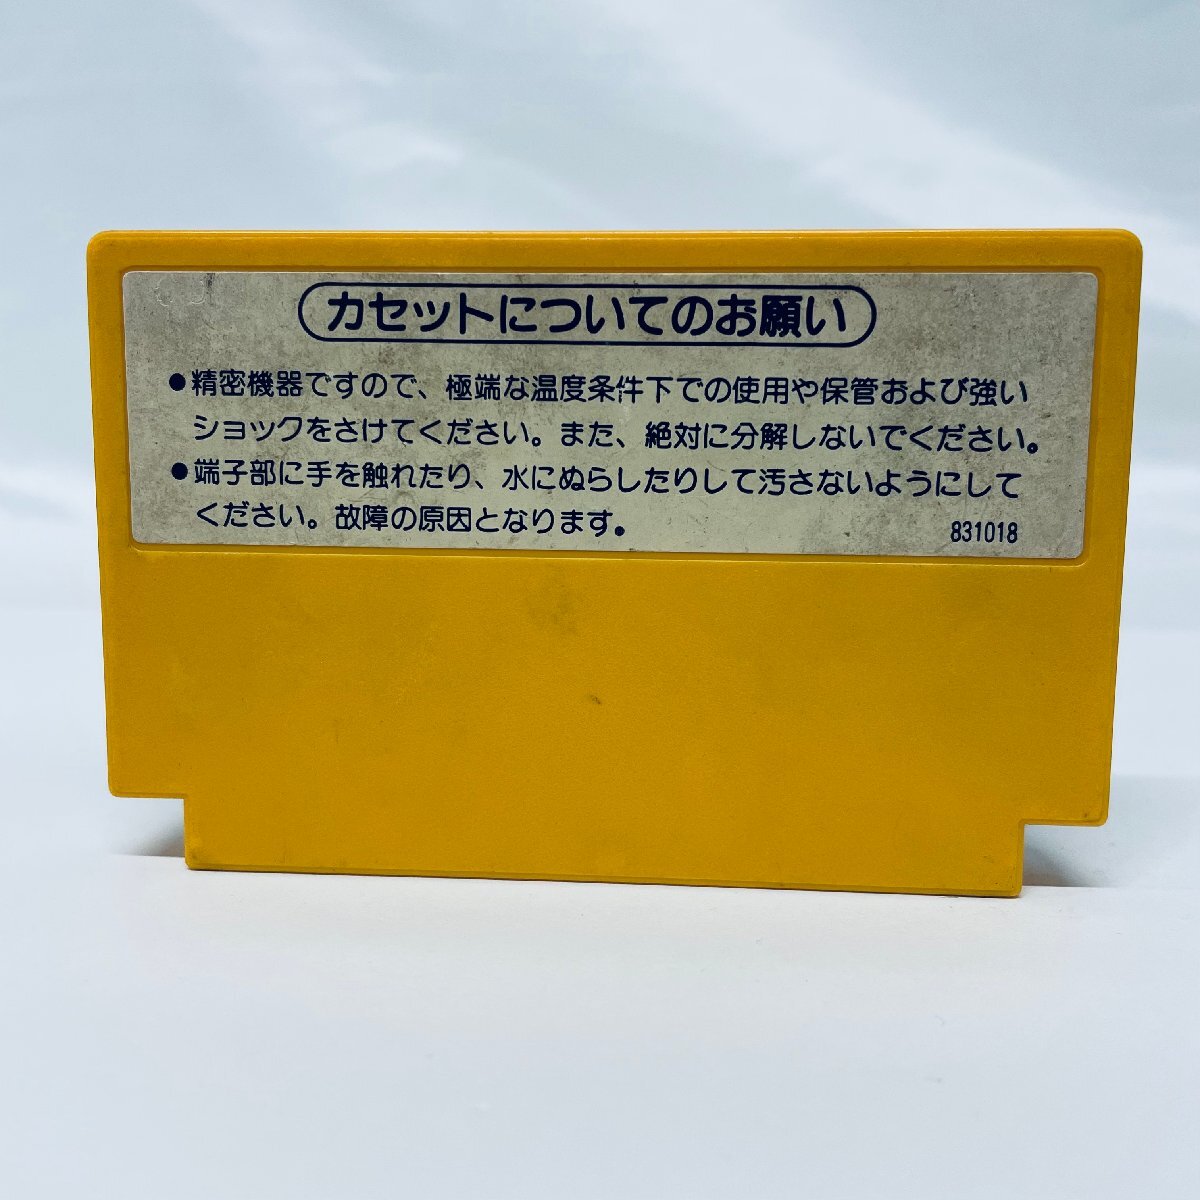 カセットについてのお願い
●精密機器ですので、極端な温度条件下での使用や保管および強い
ショックをさけてください。また、絶対に分解しないでください。
●端子部に手を触れたり、水にぬらしたりして汚さないようにして
ください。故障の原因となります。
831018